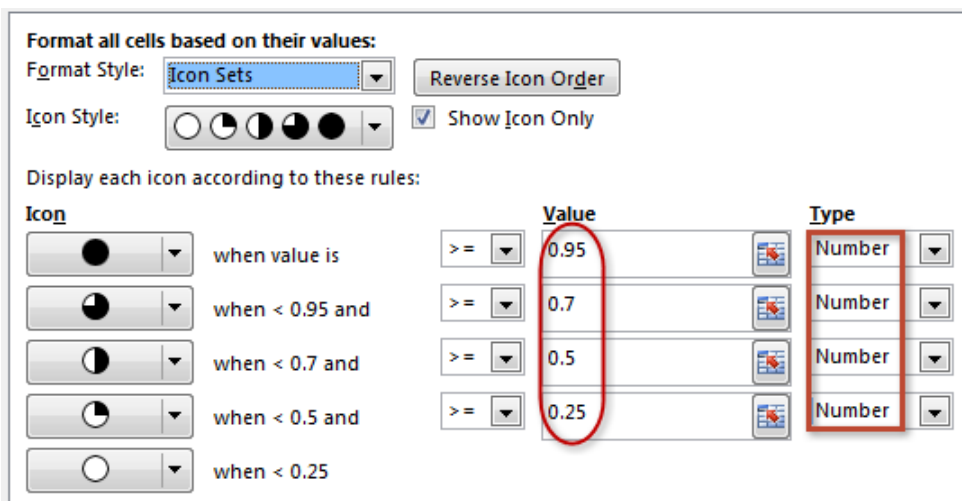 Format all cells based on their values:
Format Style: Icon Sets Reverse Icon Order
Icon Style: Show Icon Only
Display each icon according to these rules:
Icon Value Type
when value is >= 0.95 Number
when < 0.95 and >= 0.7 Number
when < 0.7 and >= 0.5 Number
when < 0.5 and >= 0.25 Number
when < 0.25